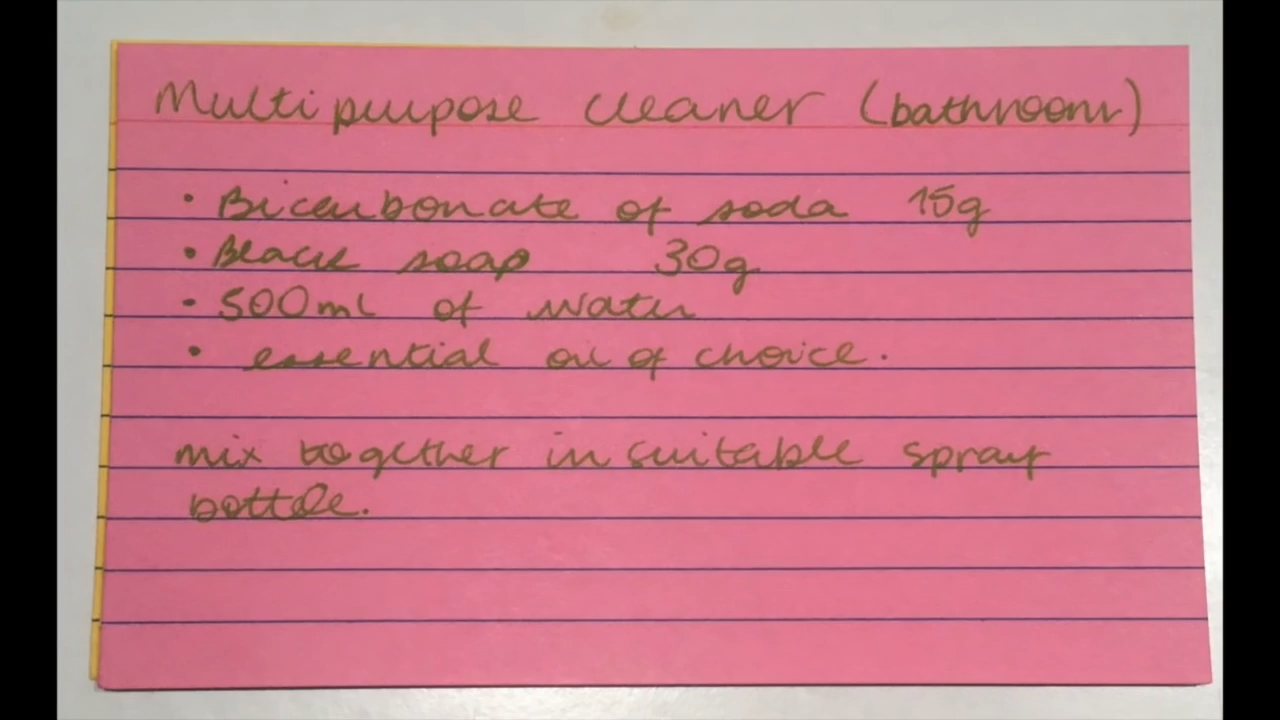 Multipurpose cleaner (bathroom)
• Bicarbonate of soda 15g
• Black soap 30g
• 500ml of water
• essential oil of choice.
mix together in suitable spray
bottle.